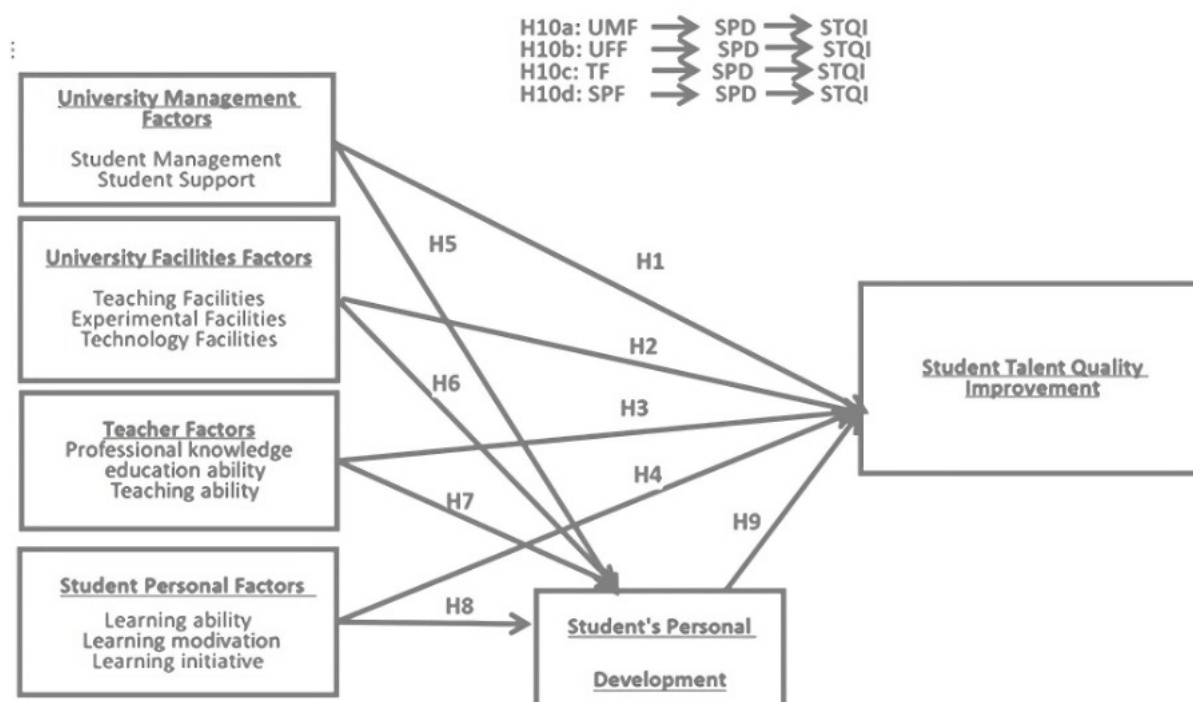 H10a: UMF SPD STQI
H10b: UFF SPD STQI
H10c: TF SPD STQI
H10d: SPF SPD STQI
University Management
Factors
Student Management
Student Support
University Facilities Factors
Teaching Facilities
Experimental Facilities
Technology Facilities
Teacher Factors
Professional knowledge
education ability
Teaching ability
Student Personal Factors
Learning ability
Learning modivation
Learning initiative
H5
H1
H2
H6
H3
H4
H7
H9
H8
Student Talent Quality
Improvement
Student's Personal
Development